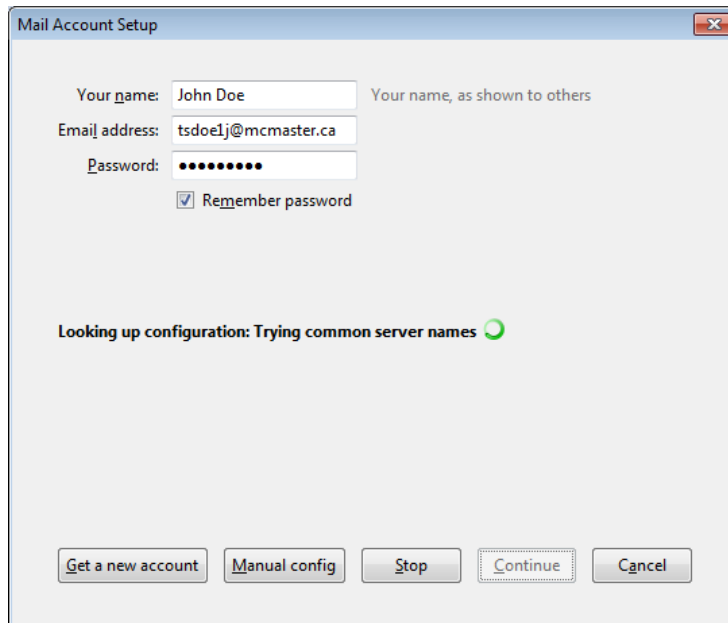 Mail Account Setup
Your name: John Doe Your name, as shown to others
Email address: tsdoe1j@mcmaster.ca
Password: ●●●●●●●●●
Remember password
Looking up configuration: Trying common server names
Get a new account Manual config Stop Continue Cancel